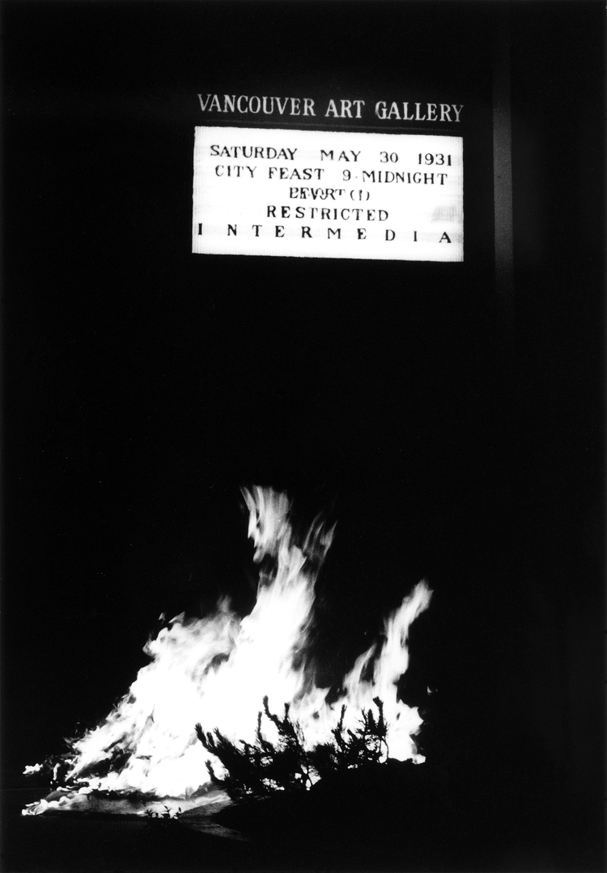 VANCOUVER ART GALLERY
SATURDAY MAY 30 1931
CITY FEAST 9-MIDNIGHT
RESTRICTED
INTERMEDIA